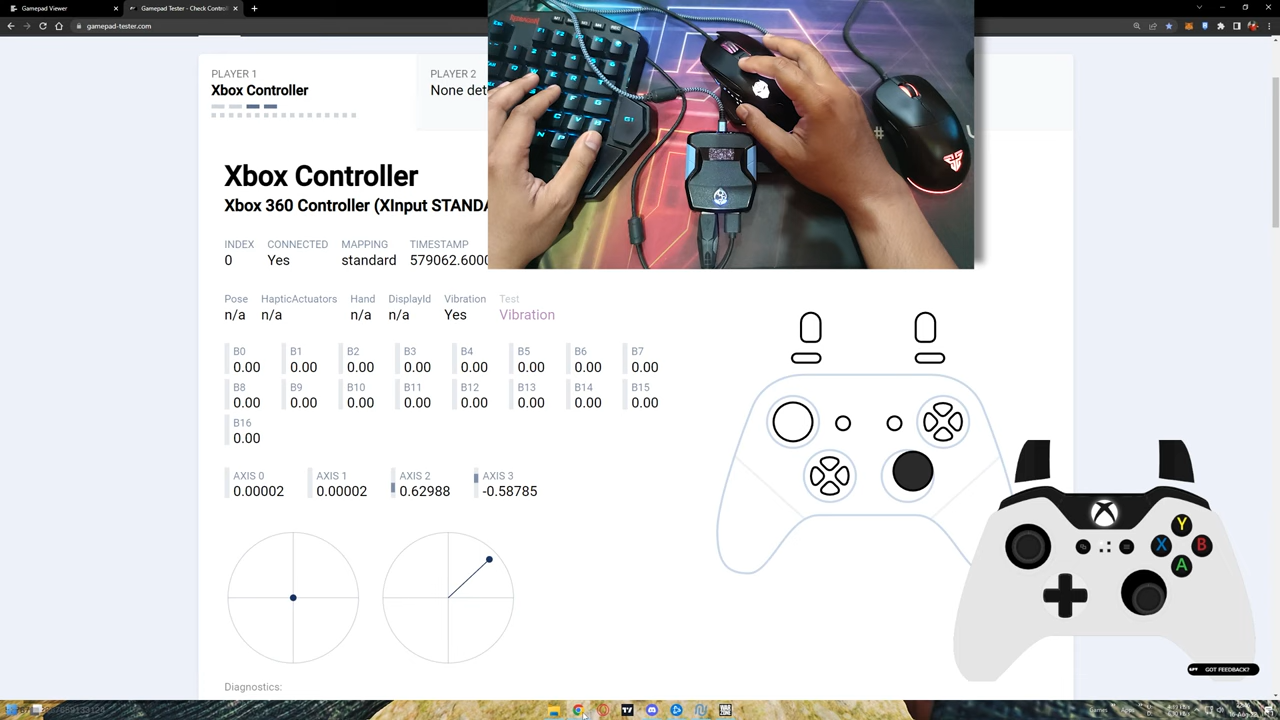 Gamepad Viewer
Gamepad Tester - Check Control
gamepad-tester.com
PLAYER 1
Xbox Controller
PLAYER 2
None det
Xbox Controller
Xbox 360 Controller (XInput STANDA
INDEX CONNECTED MAPPING TIMESTAMP
0 Yes standard 579062.6000
Pose HapticActuators Hand DisplayId Vibration Test
n/a n/a n/a n/a Yes Vibration
B0 B1 B2 B3 B4 B5 B6 B7
0.00 0.00 0.00 0.00 0.00 0.00 0.00 0.00
B8 B9 B10 B11 B12 B13 B14 B15
0.00 0.00 0.00 0.00 0.00 0.00 0.00 0.00
B16
0.00
AXIS 0 AXIS 1 AXIS 2 AXIS 3
0.00002 0.00002 0.62988 -0.58785
Y
X B
A
GOT FEEDBACK?
Diagnostics: